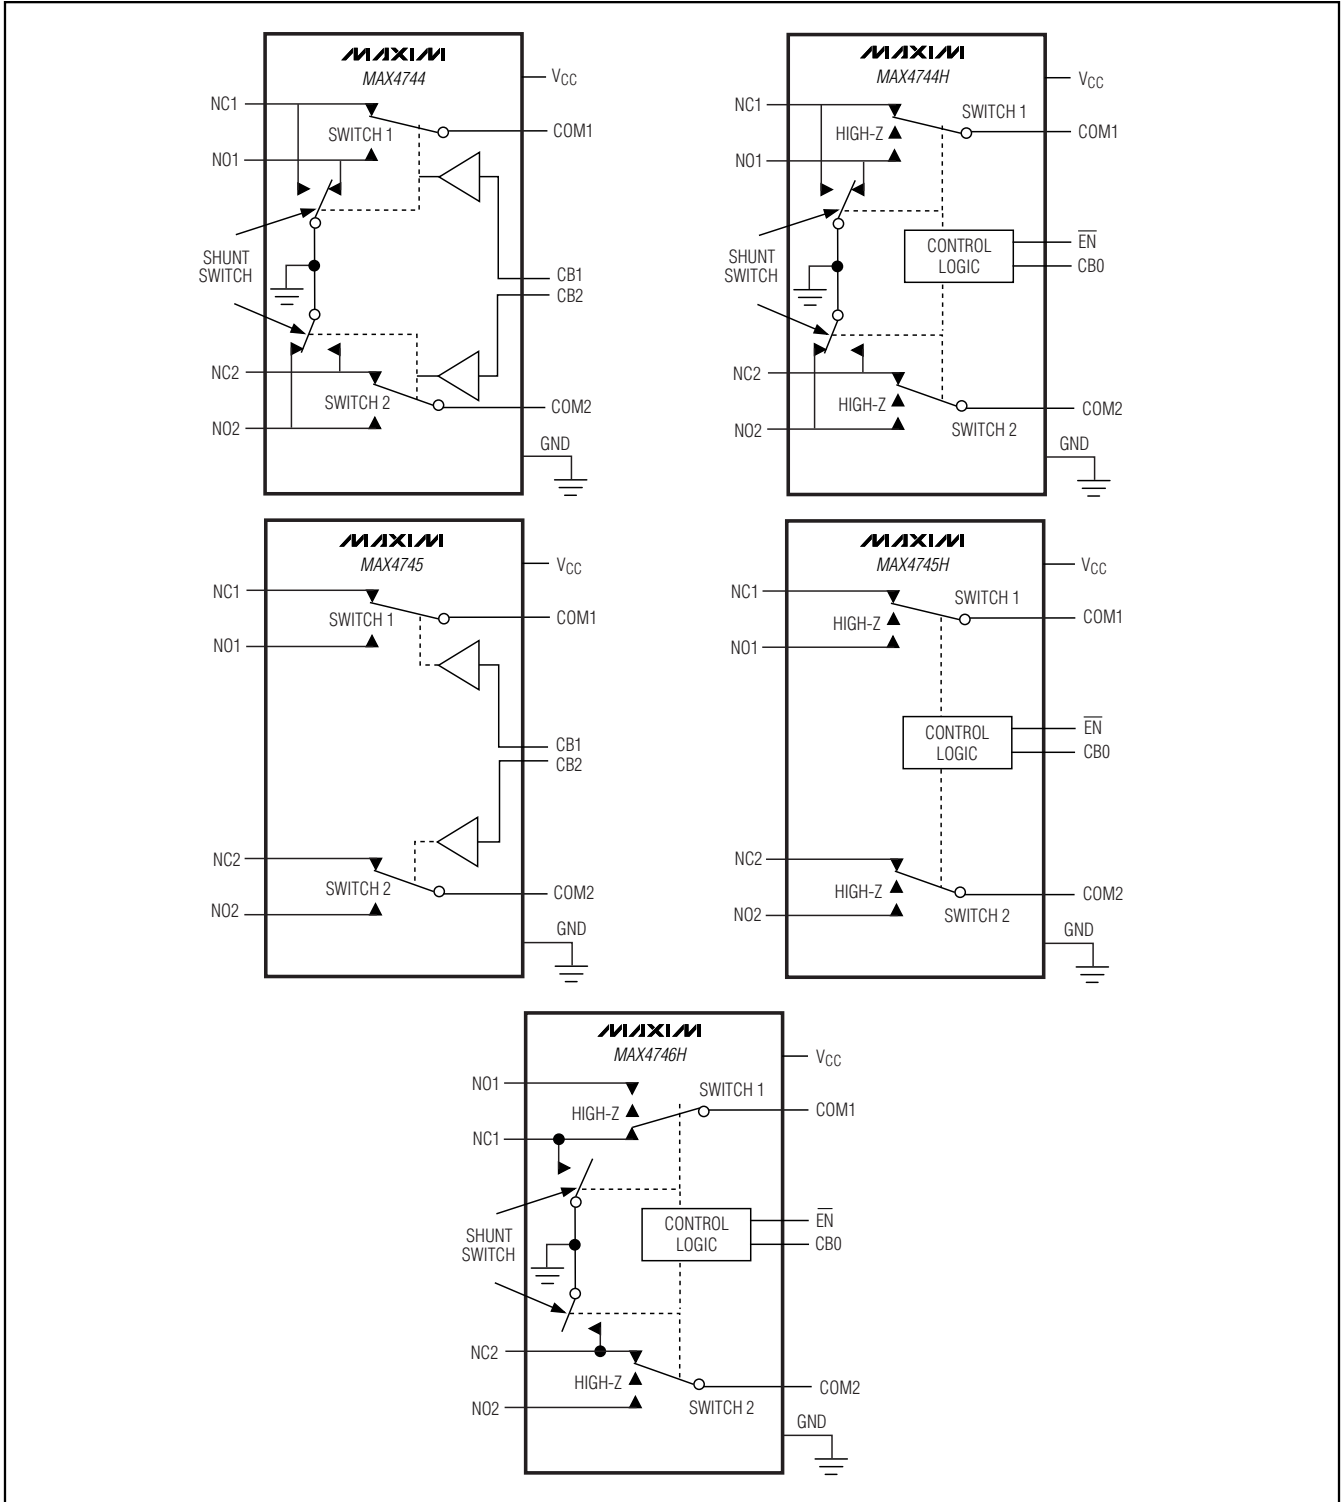 MAXIM
MAX4744
VCC
NC1
SWITCH 1
COM1
NO1
SHUNT
SWITCH
CB1
CB2
NC2
SWITCH 2
COM2
NO2
GND
MAXIM
MAX4744H
VCC
NC1
SWITCH 1
HIGH-Z
COM1
NO1
CONTROL
LOGIC
EN
CB0
SHUNT
SWITCH
NC2
HIGH-Z
COM2
NO2
SWITCH 2
GND
MAXIM
MAX4745
VCC
NC1
SWITCH 1
COM1
NO1
CB1
CB2
NC2
SWITCH 2
COM2
NO2
GND
MAXIM
MAX4745H
VCC
NC1
SWITCH 1
HIGH-Z
COM1
NO1
CONTROL
LOGIC
EN
CB0
NC2
HIGH-Z
COM2
NO2
SWITCH 2
GND
MAXIM
MAX4746H
VCC
NO1
SWITCH 1
HIGH-Z
COM1
NC1
CONTROL
LOGIC
EN
CB0
SHUNT
SWITCH
NC2
HIGH-Z
COM2
NO2
SWITCH 2
GND